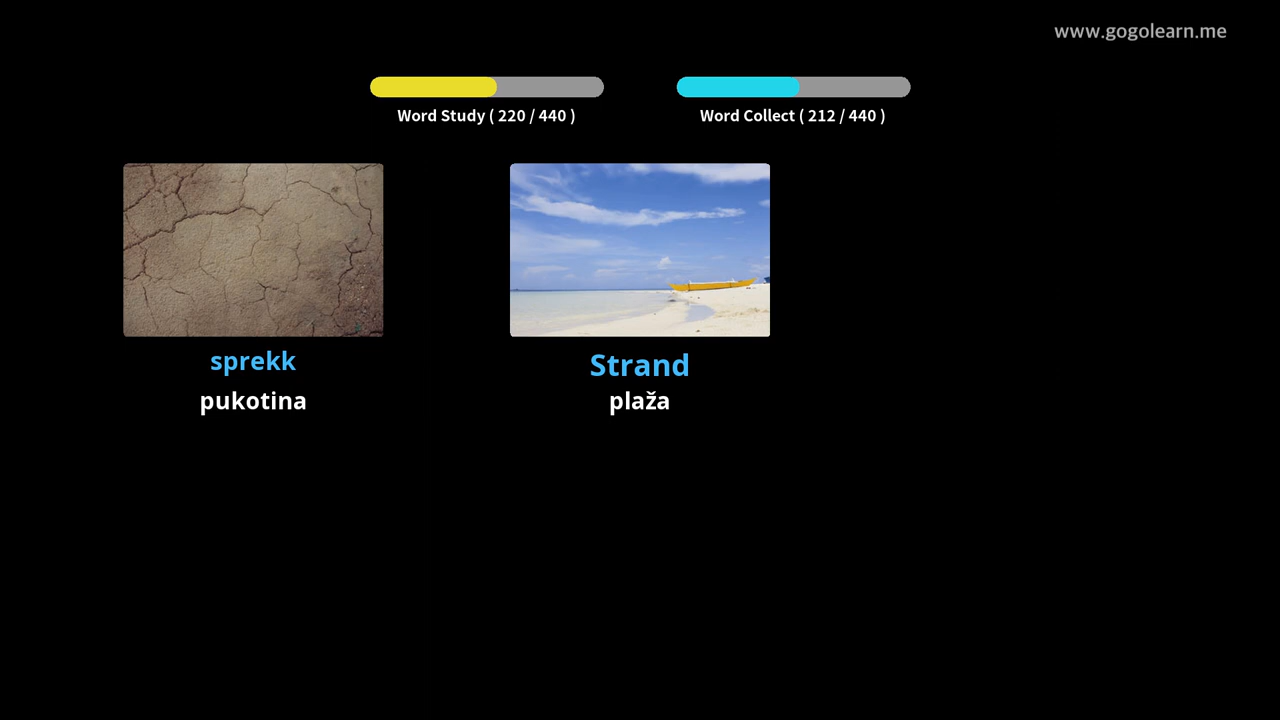 www.gogolearn.me
Word Study ( 220 / 440 )
Word Collect ( 212 / 440 )
sprekk
Strand
pukotina
plaža